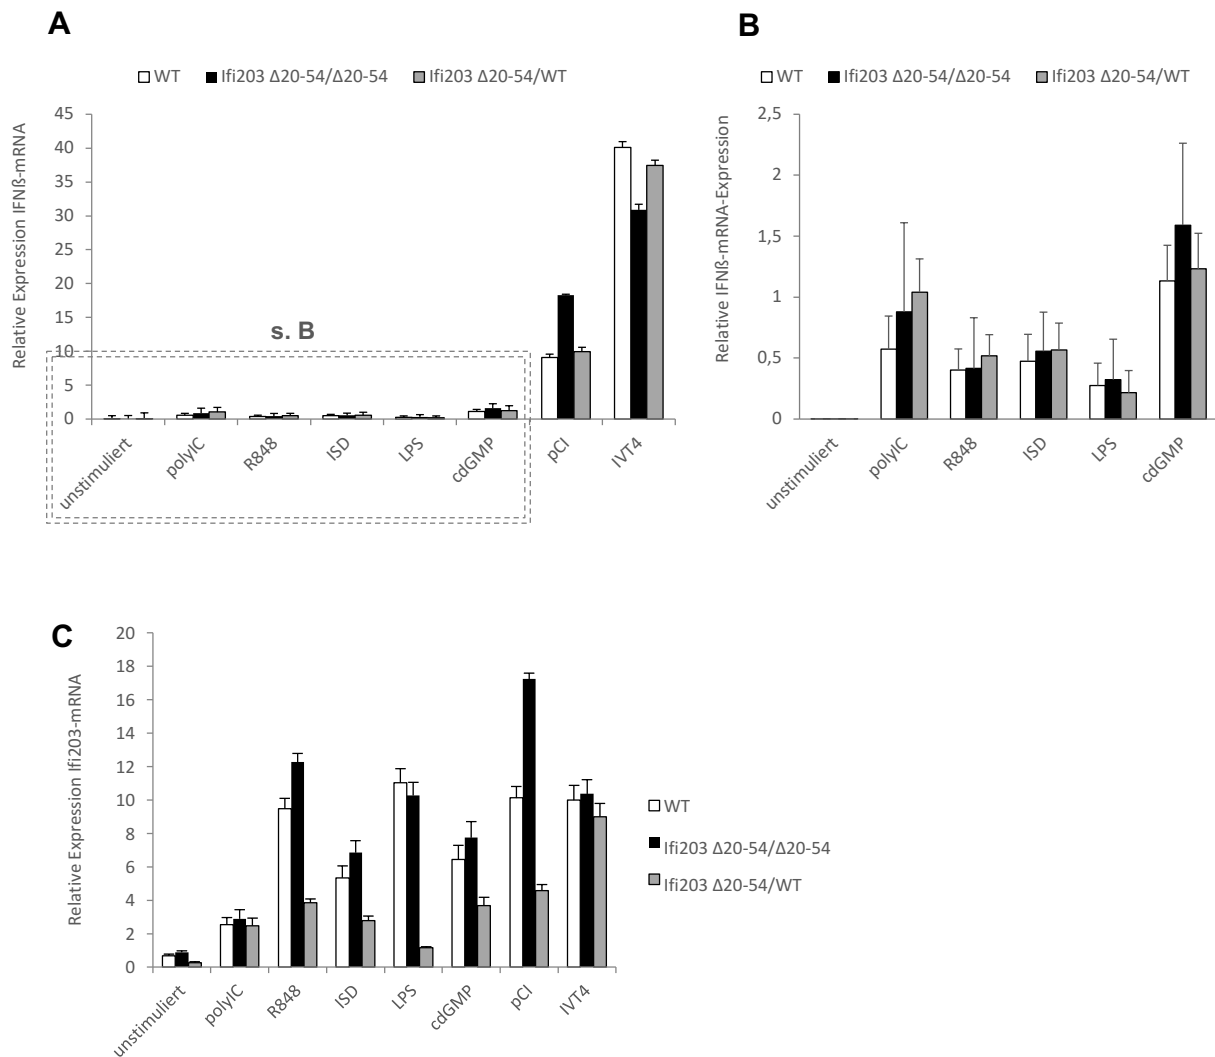 A
WT Ifi203 Δ20-54/Δ20-54 Ifi203 Δ20-54/WT
Relative Expression IFNß-mRNA
45
40
35
30
25
20
15
10
5
0
s. B
unstimuliert polyIC R848 ISD LPS cdGMP pCI IVT4
B
WT Ifi203 Δ20-54/Δ20-54 Ifi203 Δ20-54/WT
Relative IFNß-mRNA-Expression
2,5
2
1,5
1
0,5
0
unstimuliert polyIC R848 ISD LPS cdGMP
C
Relative Expression Ifi203-mRNA
20
18
16
14
12
10
8
6
4
2
0
unstimuliert polyIC R848 ISD LPS cdGMP pCI IVT4
WT
Ifi203 Δ20-54/Δ20-54
Ifi203 Δ20-54/WT